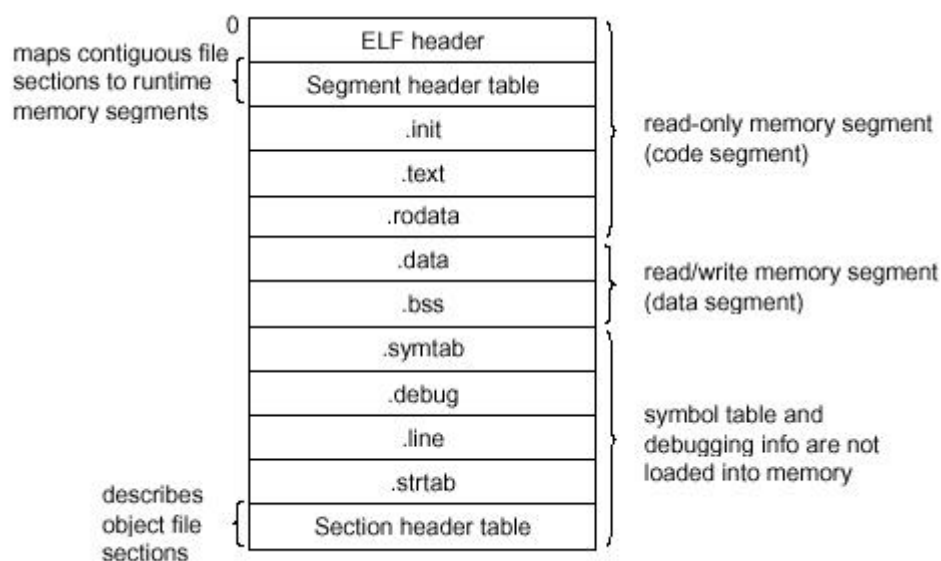 0
ELF header
maps contiguous file
sections to runtime
memory segments
Segment header table
.init
.text
.rodata
read-only memory segment
(code segment)
.data
.bss
read/write memory segment
(data segment)
.symtab
.debug
.line
.strtab
symbol table and
debugging info are not
loaded into memory
describes
object file
sections
Section header table